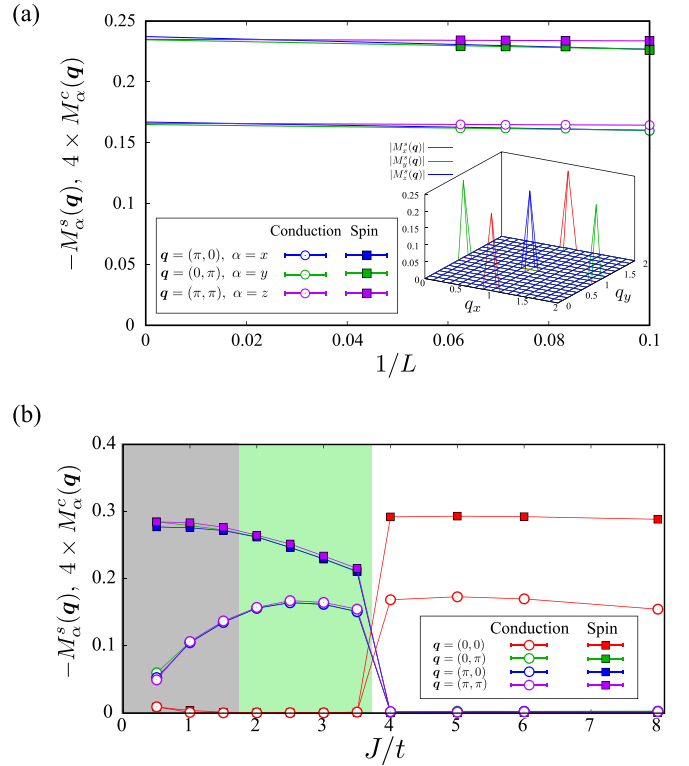 (a)
−M^s_α(q), 4 × M^c_α(q)
0.25
0.2
0.15
0.1
0.05
0
0 0.02 0.04 0.06 0.08 0.1
1/L
Conduction Spin
q = (π, 0), α = x
q = (0, π), α = y
q = (π, π), α = z
|M^s_x(q)|
|M^s_y(q)|
|M^s_z(q)|
0.25
0.2
0.15
0.1
0.05
0
0 0.5 1 1.5 2
q_x
0 0.5 1 1.5 2
q_y
(b)
−M^s_α(q), 4 × M^c_α(q)
0.4
0.3
0.2
0.1
0
0 1 2 3 4 5 6 7 8
J/t
Conduction Spin
q = (0, 0)
q = (0, π)
q = (π, 0)
q = (π, π)